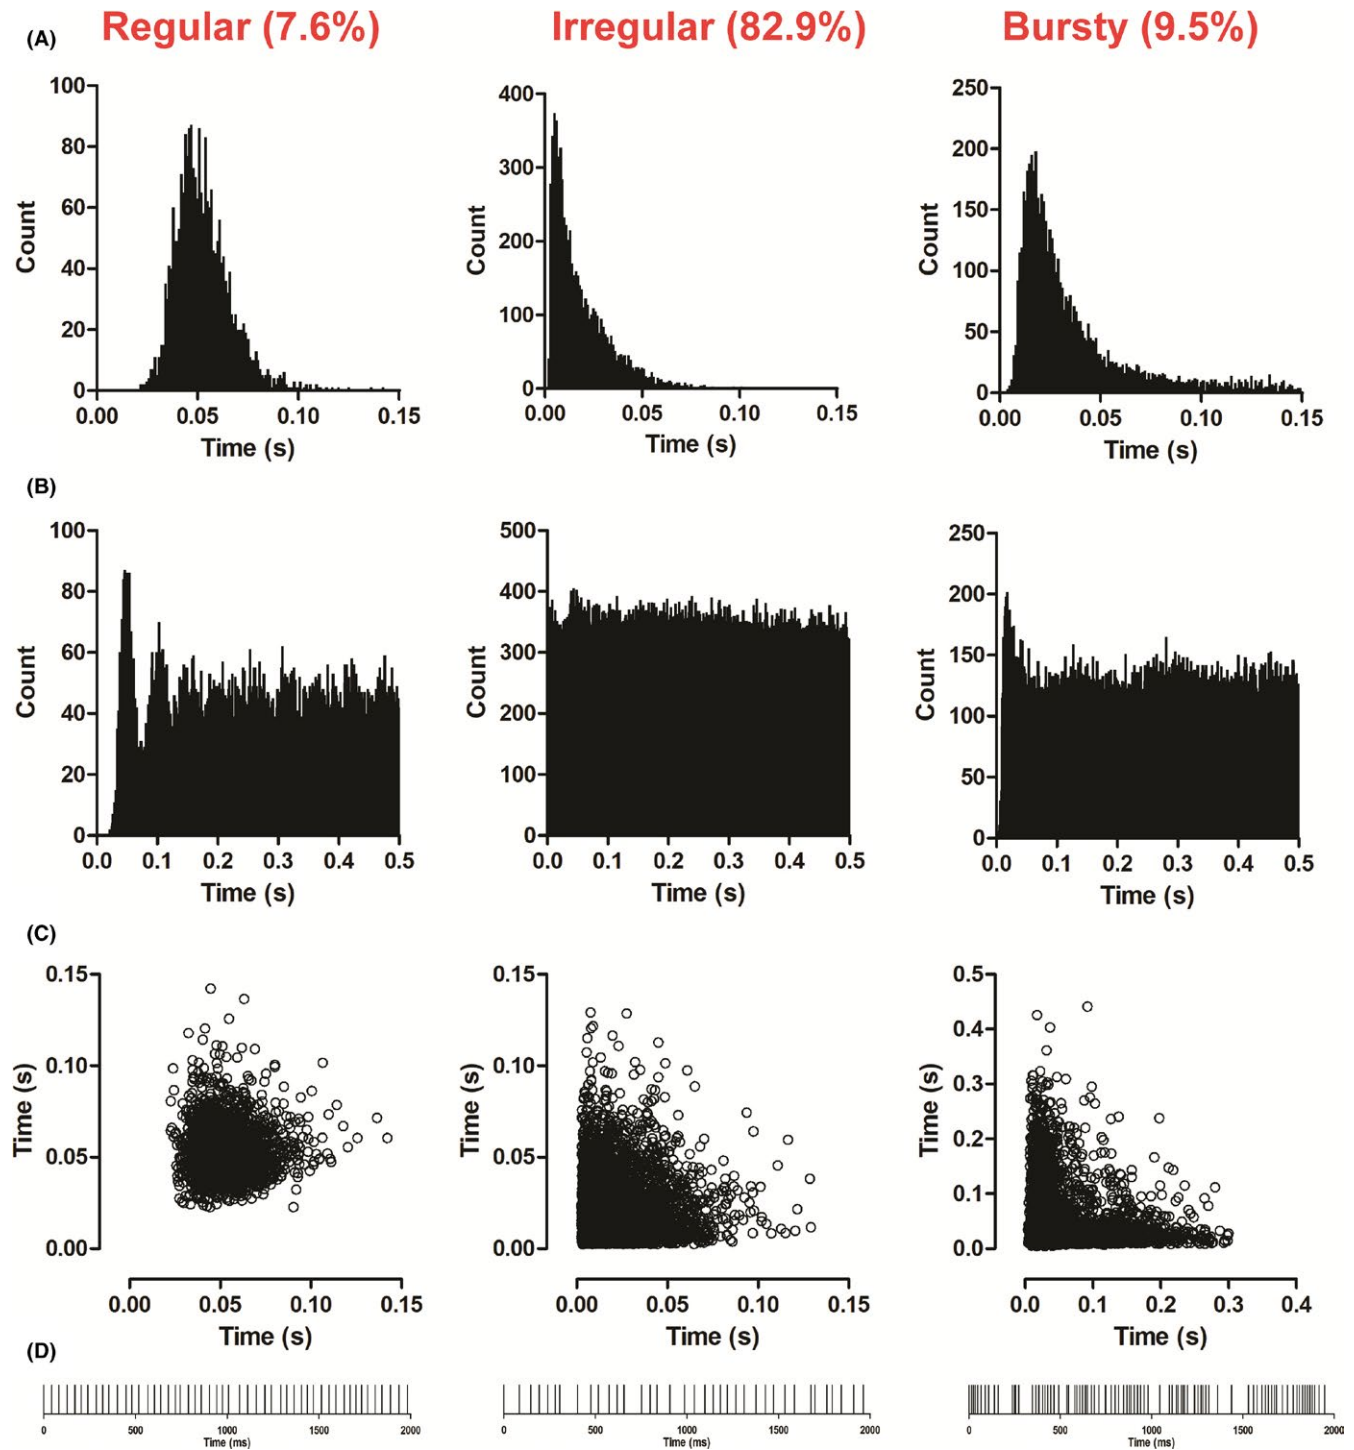 (A)
Regular (7.6%) Irregular (82.9%) Bursty (9.5%)
100 80 60 40 20 0
Count
0.00 0.05 0.10 0.15
Time (s)
400 300 200 100 0
Count
0.00 0.05 0.10 0.15
Time (s)
250 200 150 100 50 0
Count
0.00 0.05 0.10 0.15
Time (s)
(B)
100 80 60 40 20 0
Count
0.0 0.1 0.2 0.3 0.4 0.5
Time (s)
500 400 300 200 100 0
Count
0.0 0.1 0.2 0.3 0.4 0.5
Time (s)
250 200 150 100 50 0
Count
0.0 0.1 0.2 0.3 0.4 0.5
Time (s)
(C)
0.15 0.10 0.05 0.00
Time (s)
0.00 0.05 0.10 0.15
Time (s)
0.15 0.10 0.05 0.00
Time (s)
0.00 0.05 0.10 0.15
Time (s)
0.5 0.4 0.3 0.2 0.1 0.0
Time (s)
0.0 0.1 0.2 0.3 0.4
Time (s)
(D)
0 500 1000 1500 2000
Time (ms)
0 500 1000 1500 2000
Time (ms)
0 500 1000 1500 2000
Time (ms)